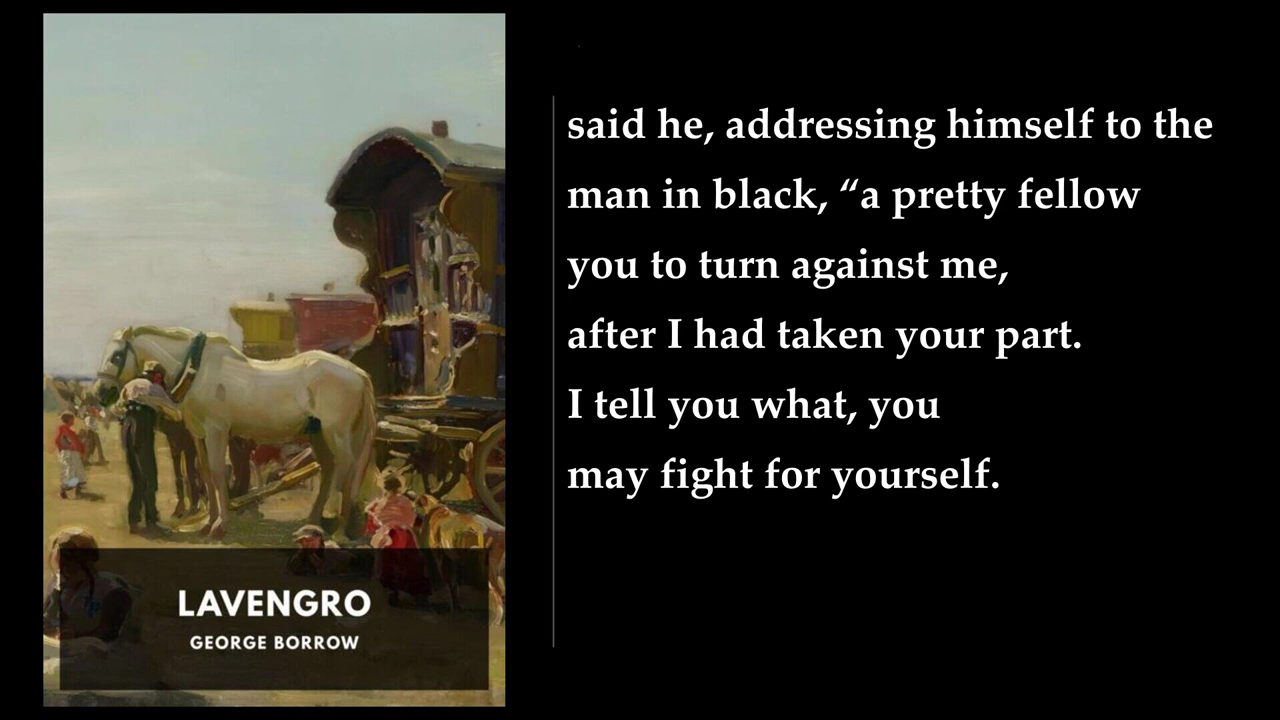 LAVENGRO
GEORGE BORROW
said he, addressing himself to the
man in black, “a pretty fellow
you to turn against me,
after I had taken your part.
I tell you what, you
may fight for yourself.